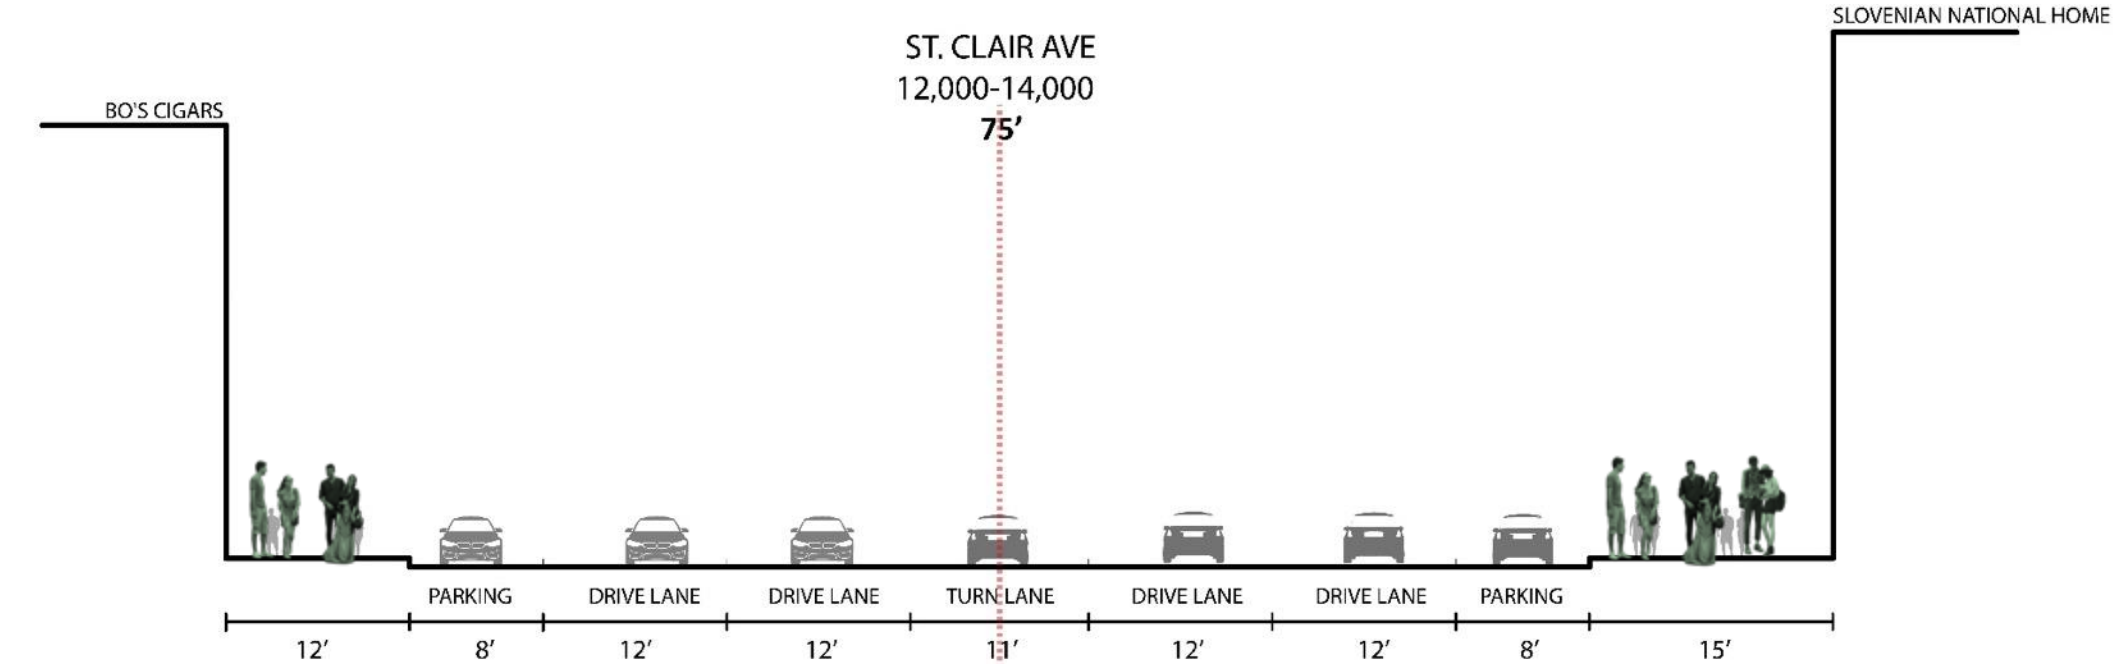 SLOVENIAN NATIONAL HOME
ST. CLAIR AVE
12,000-14,000
75'
BO'S CIGARS
PARKING DRIVE LANE DRIVE LANE TURN LANE DRIVE LANE DRIVE LANE PARKING
12' 8' 12' 12' 11' 12' 12' 8' 15'